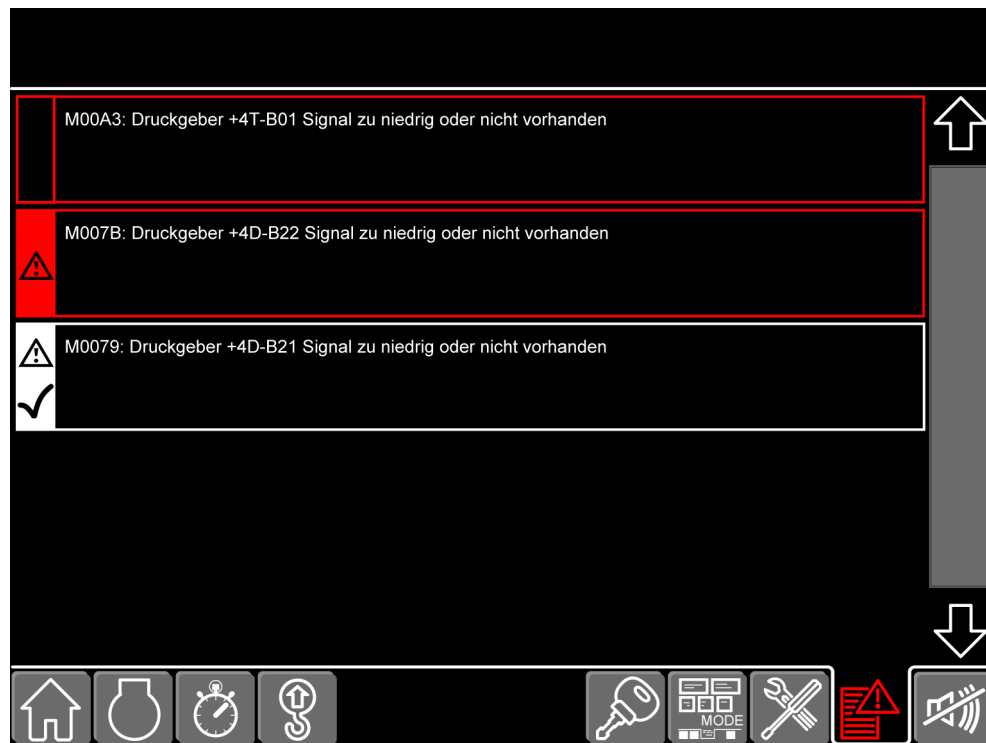 M00A3: Druckgeber +4T-B01 Signal zu niedrig oder nicht vorhanden
M007B: Druckgeber +4D-B22 Signal zu niedrig oder nicht vorhanden
M0079: Druckgeber +4D-B21 Signal zu niedrig oder nicht vorhanden
MODE